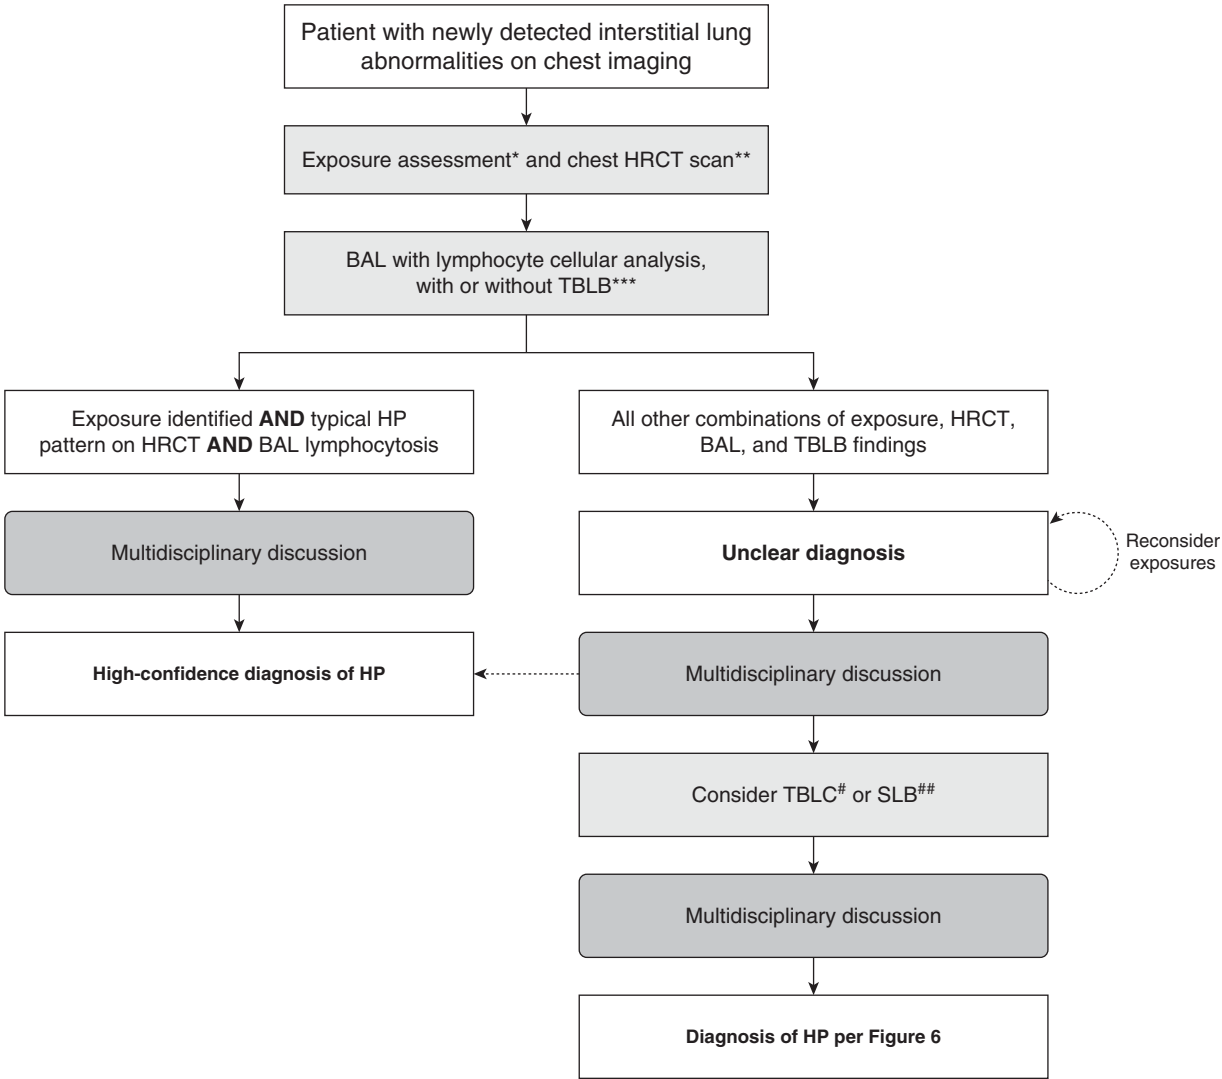 Patient with newly detected interstitial lung
abnormalities on chest imaging
Exposure assessment* and chest HRCT scan**
BAL with lymphocyte cellular analysis,
with or without TBLB***
Exposure identified AND typical HP
pattern on HRCT AND BAL lymphocytosis
All other combinations of exposure, HRCT,
BAL, and TBLB findings
Multidisciplinary discussion
Unclear diagnosis
Reconsider
exposures
High-confidence diagnosis of HP
Multidisciplinary discussion
Consider TBLC# or SLB##
Multidisciplinary discussion
Diagnosis of HP per Figure 6